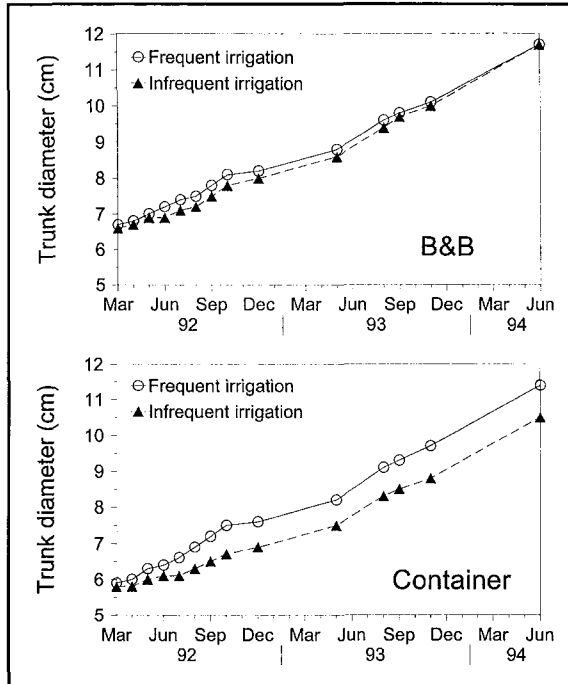 Trunk diameter (cm)
12
11
10
9
8
7
6
5
Frequent irrigation
Infrequent irrigation
B&B
Mar Jun Sep Dec Mar Jun Sep Dec Mar Jun
92 93 94
Trunk diameter (cm)
12
11
10
9
8
7
6
5
Frequent irrigation
Infrequent irrigation
Container
Mar Jun Sep Dec Mar Jun Sep Dec Mar Jun
92 93 94